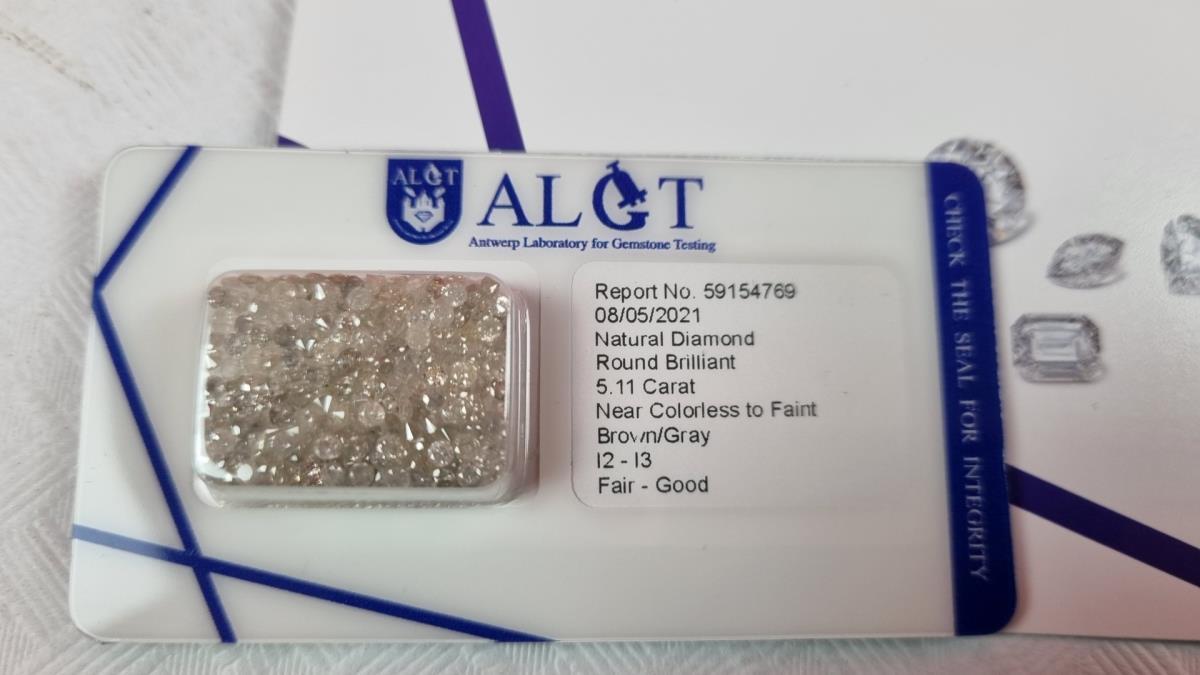 ALGT
ALGT
Antwerp Laboratory for Gemstone Testing
Report No. 59154769
08/05/2021
Natural Diamond
Round Brilliant
5.11 Carat
Near Colorless to Faint
Brown/Gray
I2 - I3
Fair - Good
CHECK THE SEAL FOR INTEGRITY